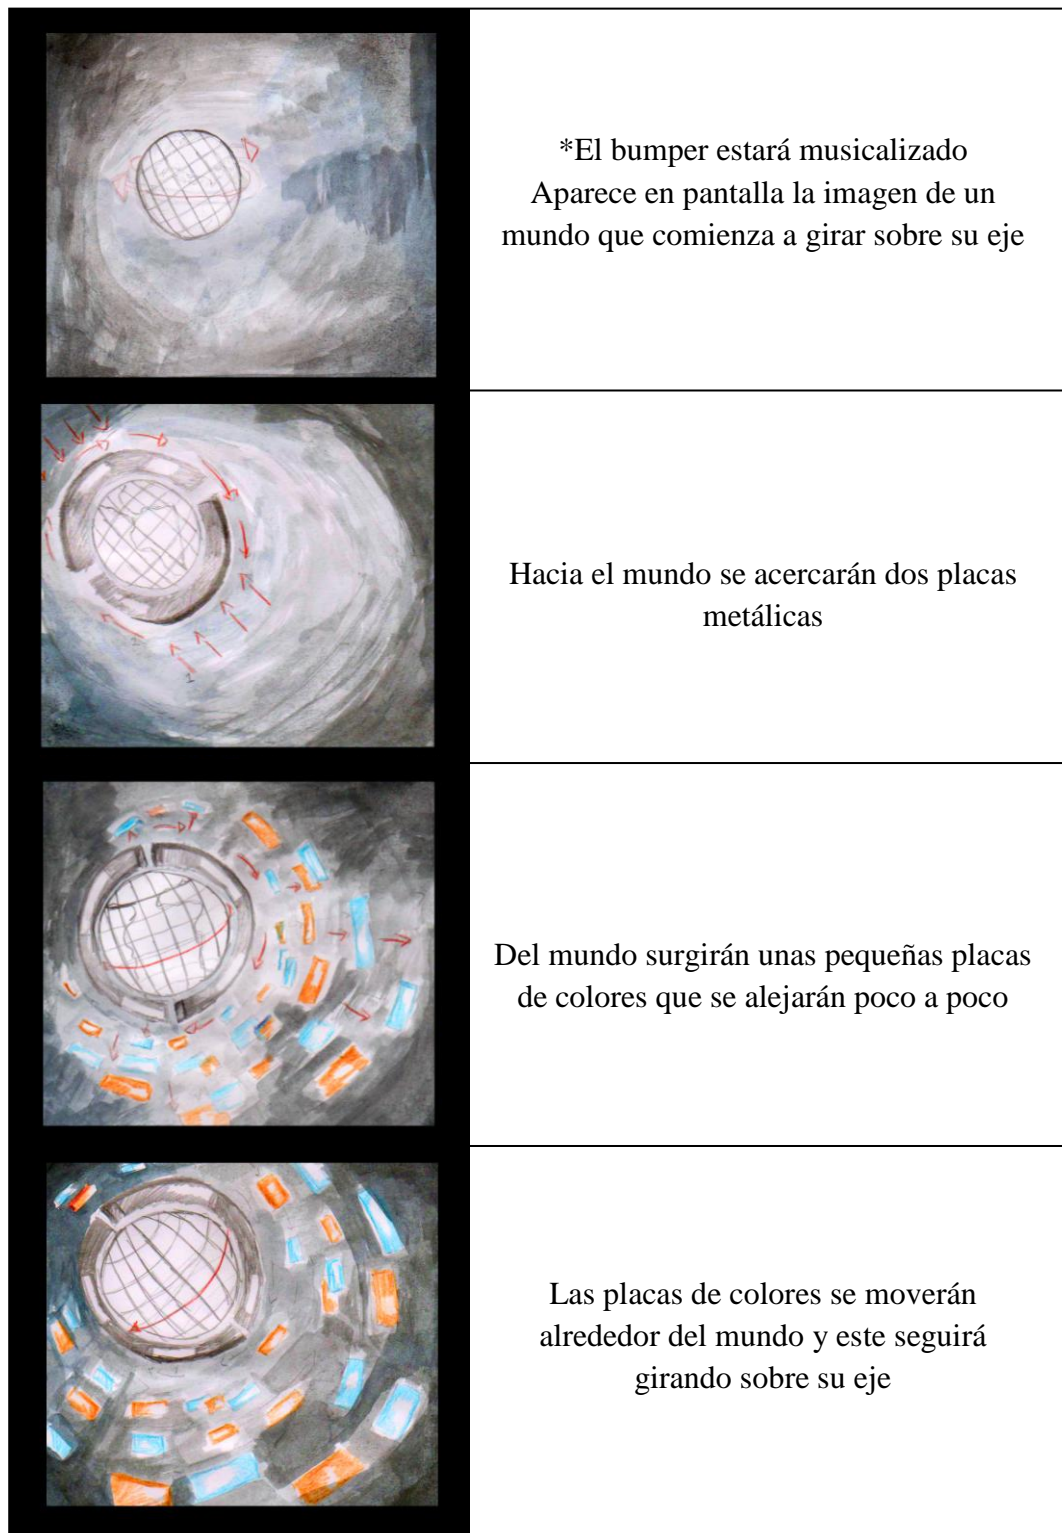 *El bumper estará musicalizado
Aparece en pantalla la imagen de un
mundo que comienza a girar sobre su eje
Hacia el mundo se acercarán dos placas
metálicas
Del mundo surgirán unas pequeñas placas
de colores que se alejarán poco a poco
Las placas de colores se moverán
alrededor del mundo y este seguirá
girando sobre su eje